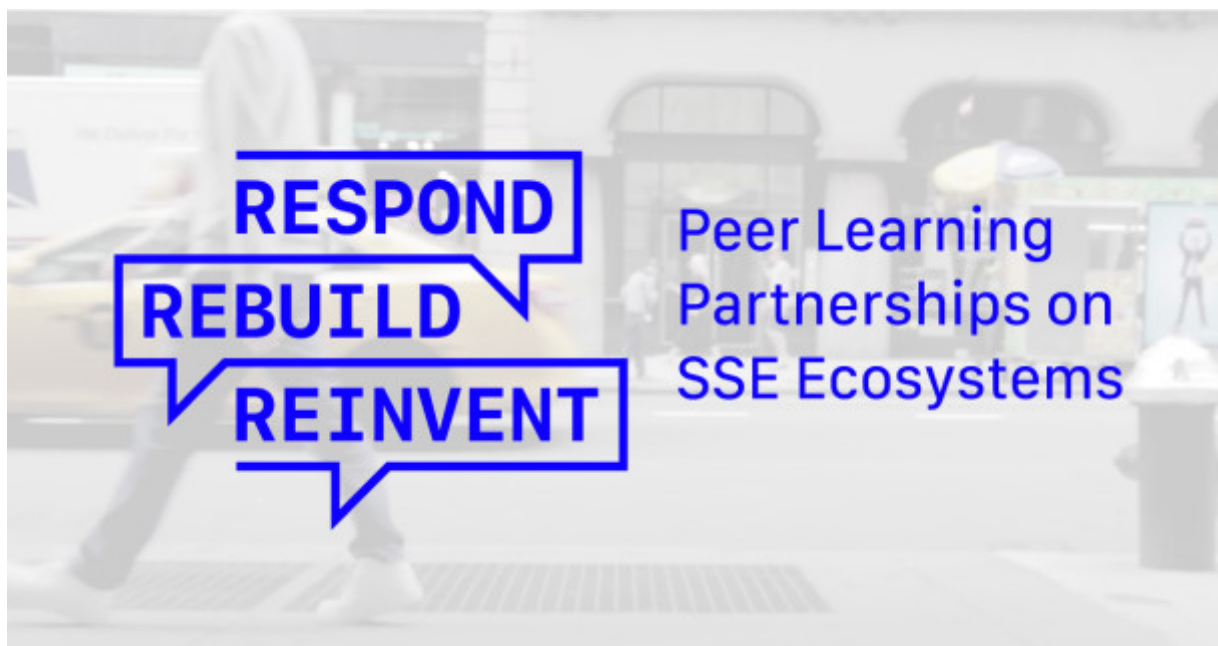 RESPOND
REBUILD
REINVENT
Peer Learning
Partnerships on
SSE Ecosystems